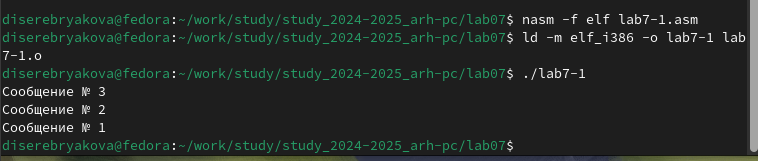 diserebryakova@fedora:~/work/study/study_2024-2025_arh-pc/lab07$ nasm -f elf lab7-1.asm
diserebryakova@fedora:~/work/study/study_2024-2025_arh-pc/lab07$ ld -m elf_i386 -o lab7-1 lab
7-1.o
diserebryakova@fedora:~/work/study/study_2024-2025_arh-pc/lab07$ ./lab7-1
Сообщение № 3
Сообщение № 2
Сообщение № 1
diserebryakova@fedora:~/work/study/study_2024-2025_arh-pc/lab07$